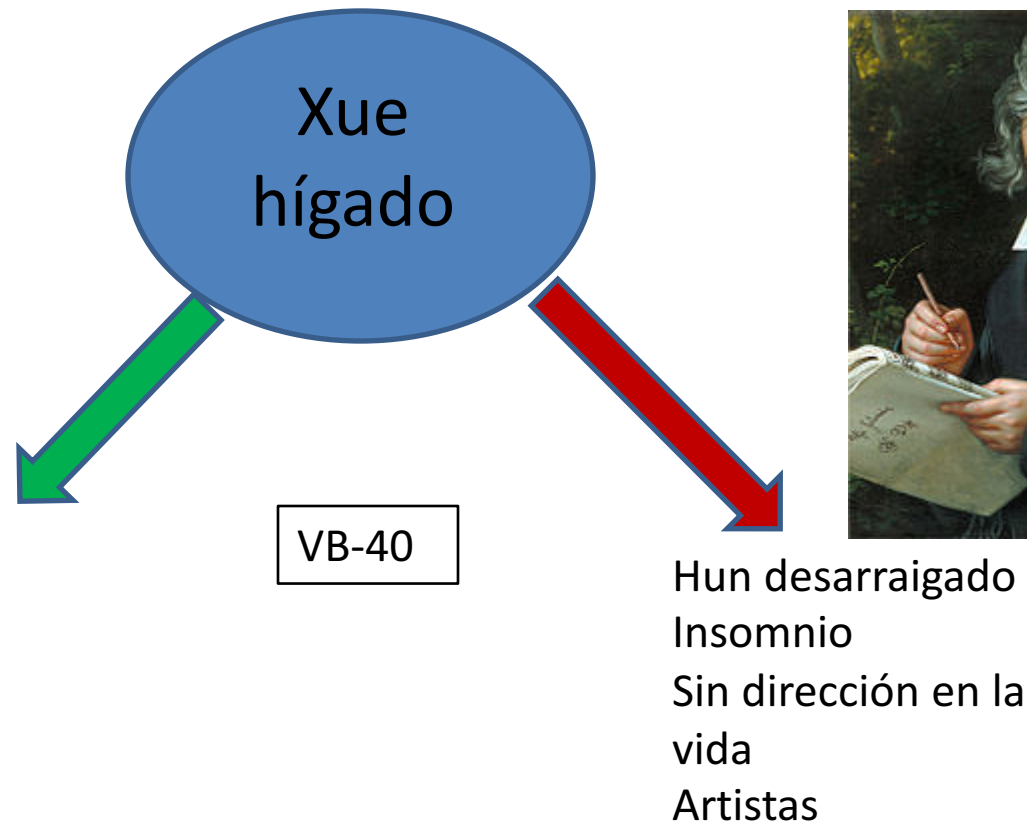 Xue
hígado
VB-40
Hun desarraigado
Insomnio
Sin dirección en la
vida
Artistas